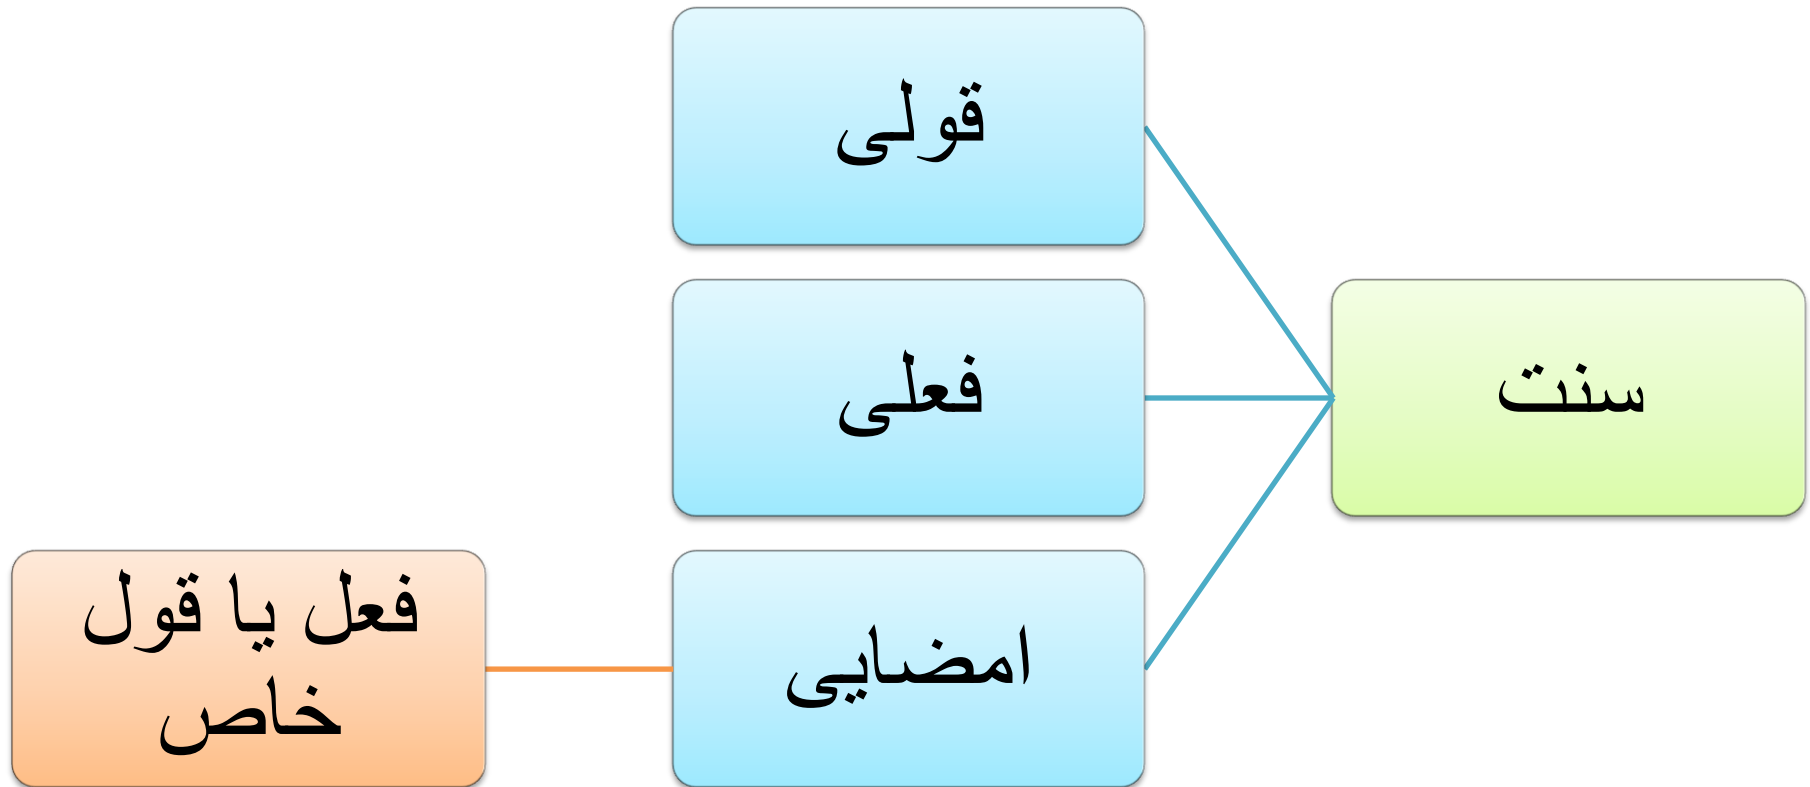 سنت
قولی
فعلی
امضایی
فعل یا قول
خاص